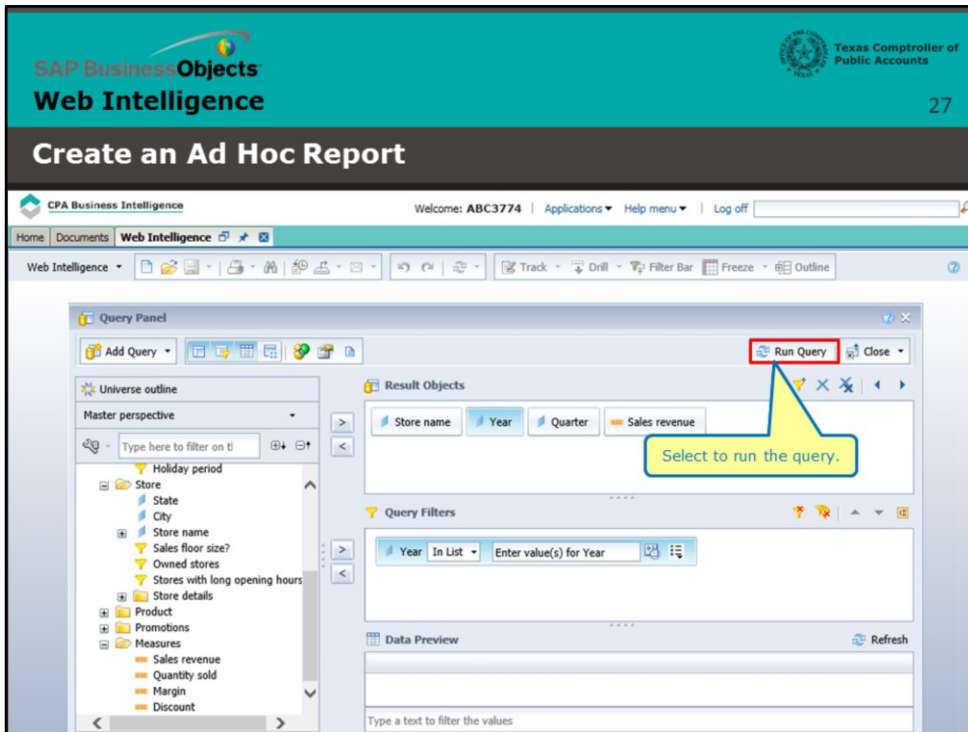 SAP BusinessObjects
Web Intelligence
Texas Comptroller of
Public Accounts
27
Create an Ad Hoc Report
CPA Business Intelligence
Welcome: ABC3774 | Applications Help menu | Log off
Home Documents Web Intelligence
Web Intelligence Track Drill Filter Bar Freeze Outline
Query Panel
Add Query Run Query Close
Universe outline
Master perspective
Type here to filter on tl
Holiday period
Store
State
City
Store name
Sales floor size?
Owned stores
Stores with long opening hours
Store details
Product
Promotions
Measures
Sales revenue
Quantity sold
Margin
Discount
Result Objects
Store name Year Quarter Sales revenue
Select to run the query.
Query Filters
Year In List Enter value(s) for Year
Data Preview Refresh
Type a text to filter the values